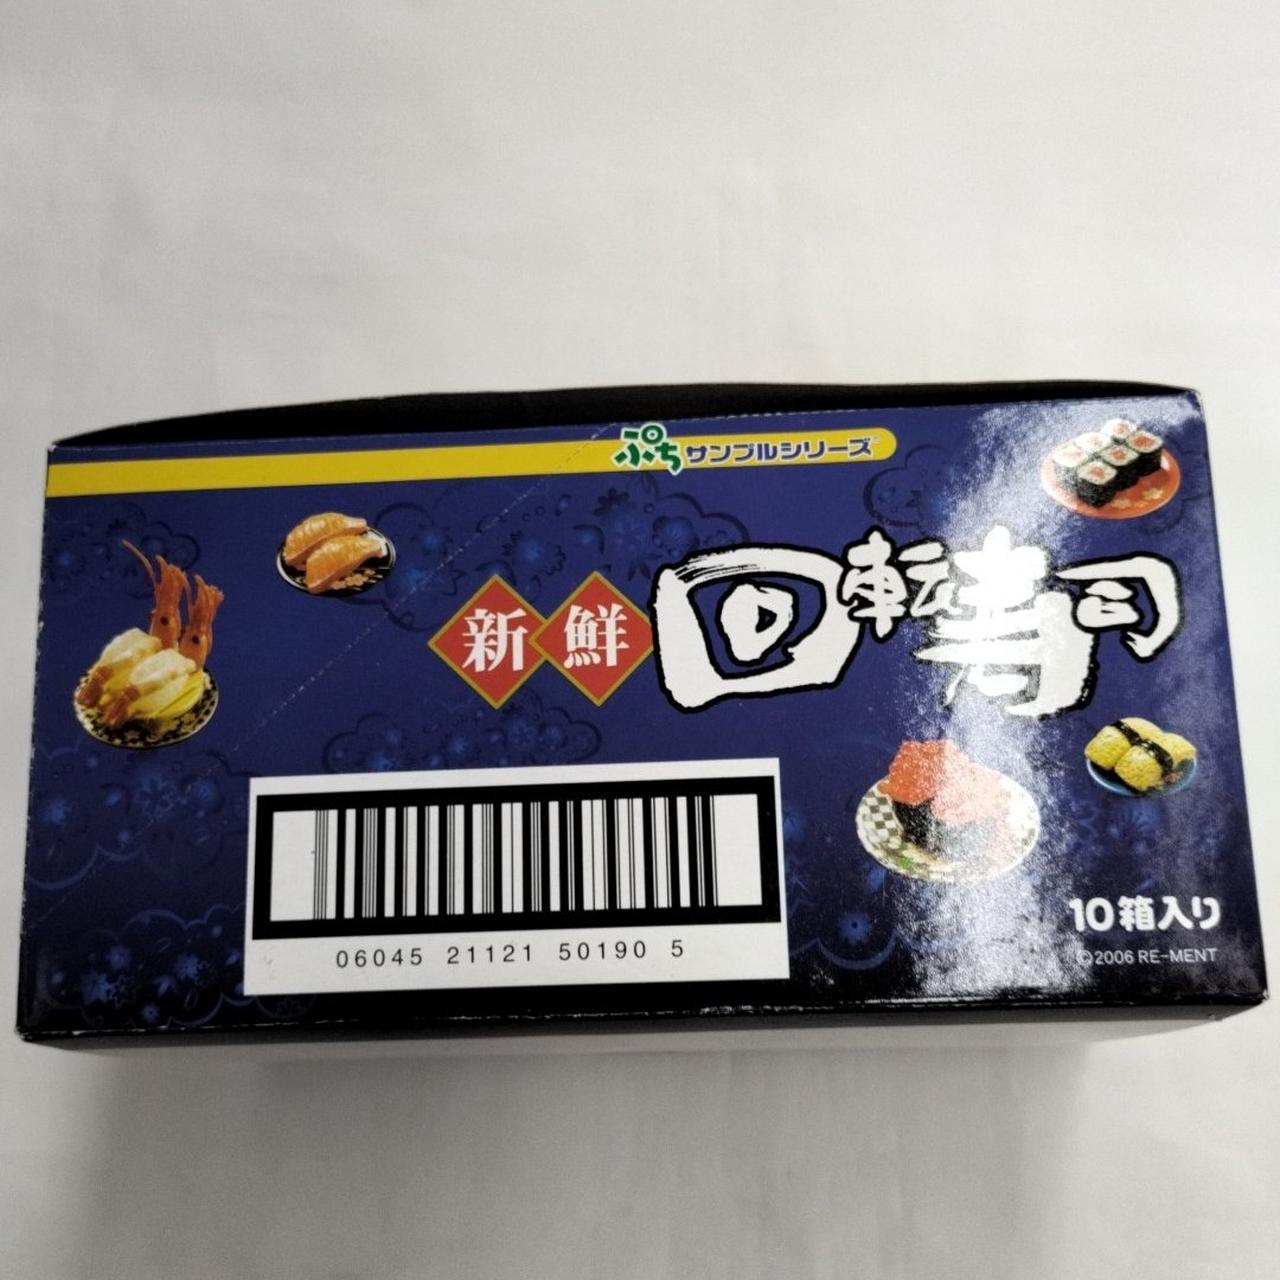 ぷちサンプルシリーズ
新鮮回転寿司
06045 21121 50190 5
10箱入り
©2006 RE-MENT